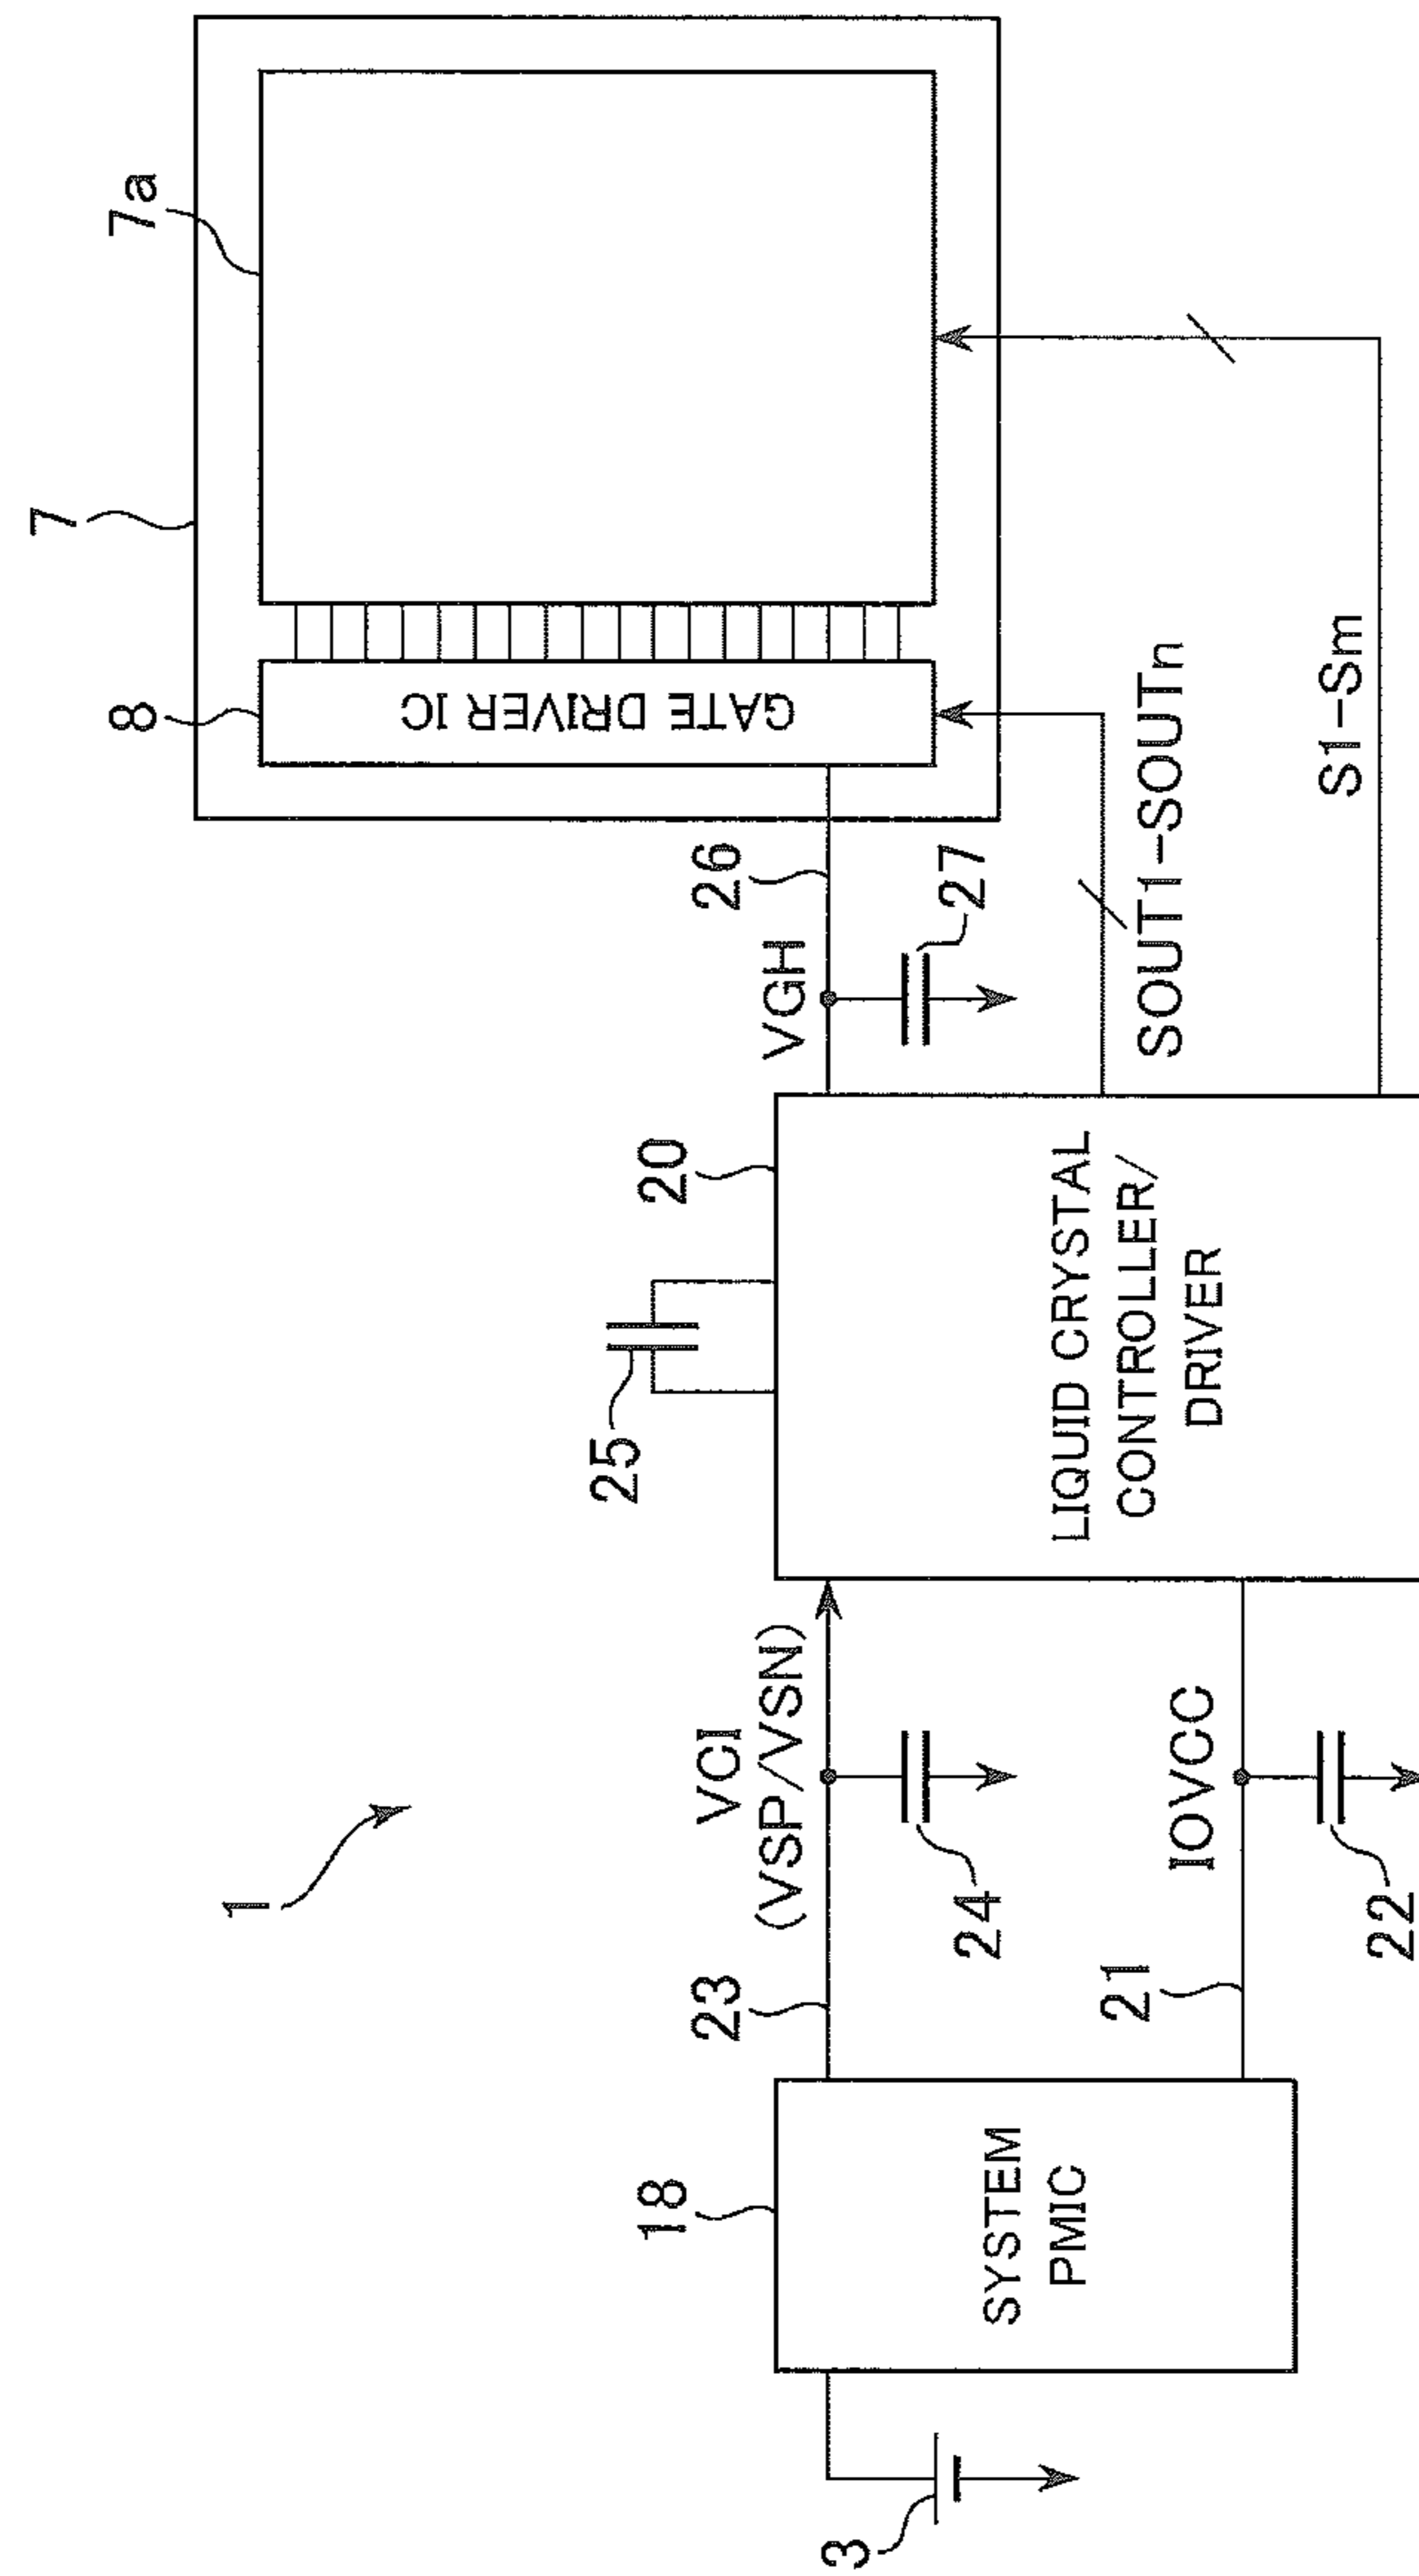 1
7
7a
8
GATE DRIVER IC
3
18
SYSTEM
PMIC
23
VCI
(VSP/VSN)
24
21
IOVCC
22
25
20
LIQUID CRYSTAL
CONTROLLER/
DRIVER
VGH
26
27
SOUT1-SOUTn
S1-Sm